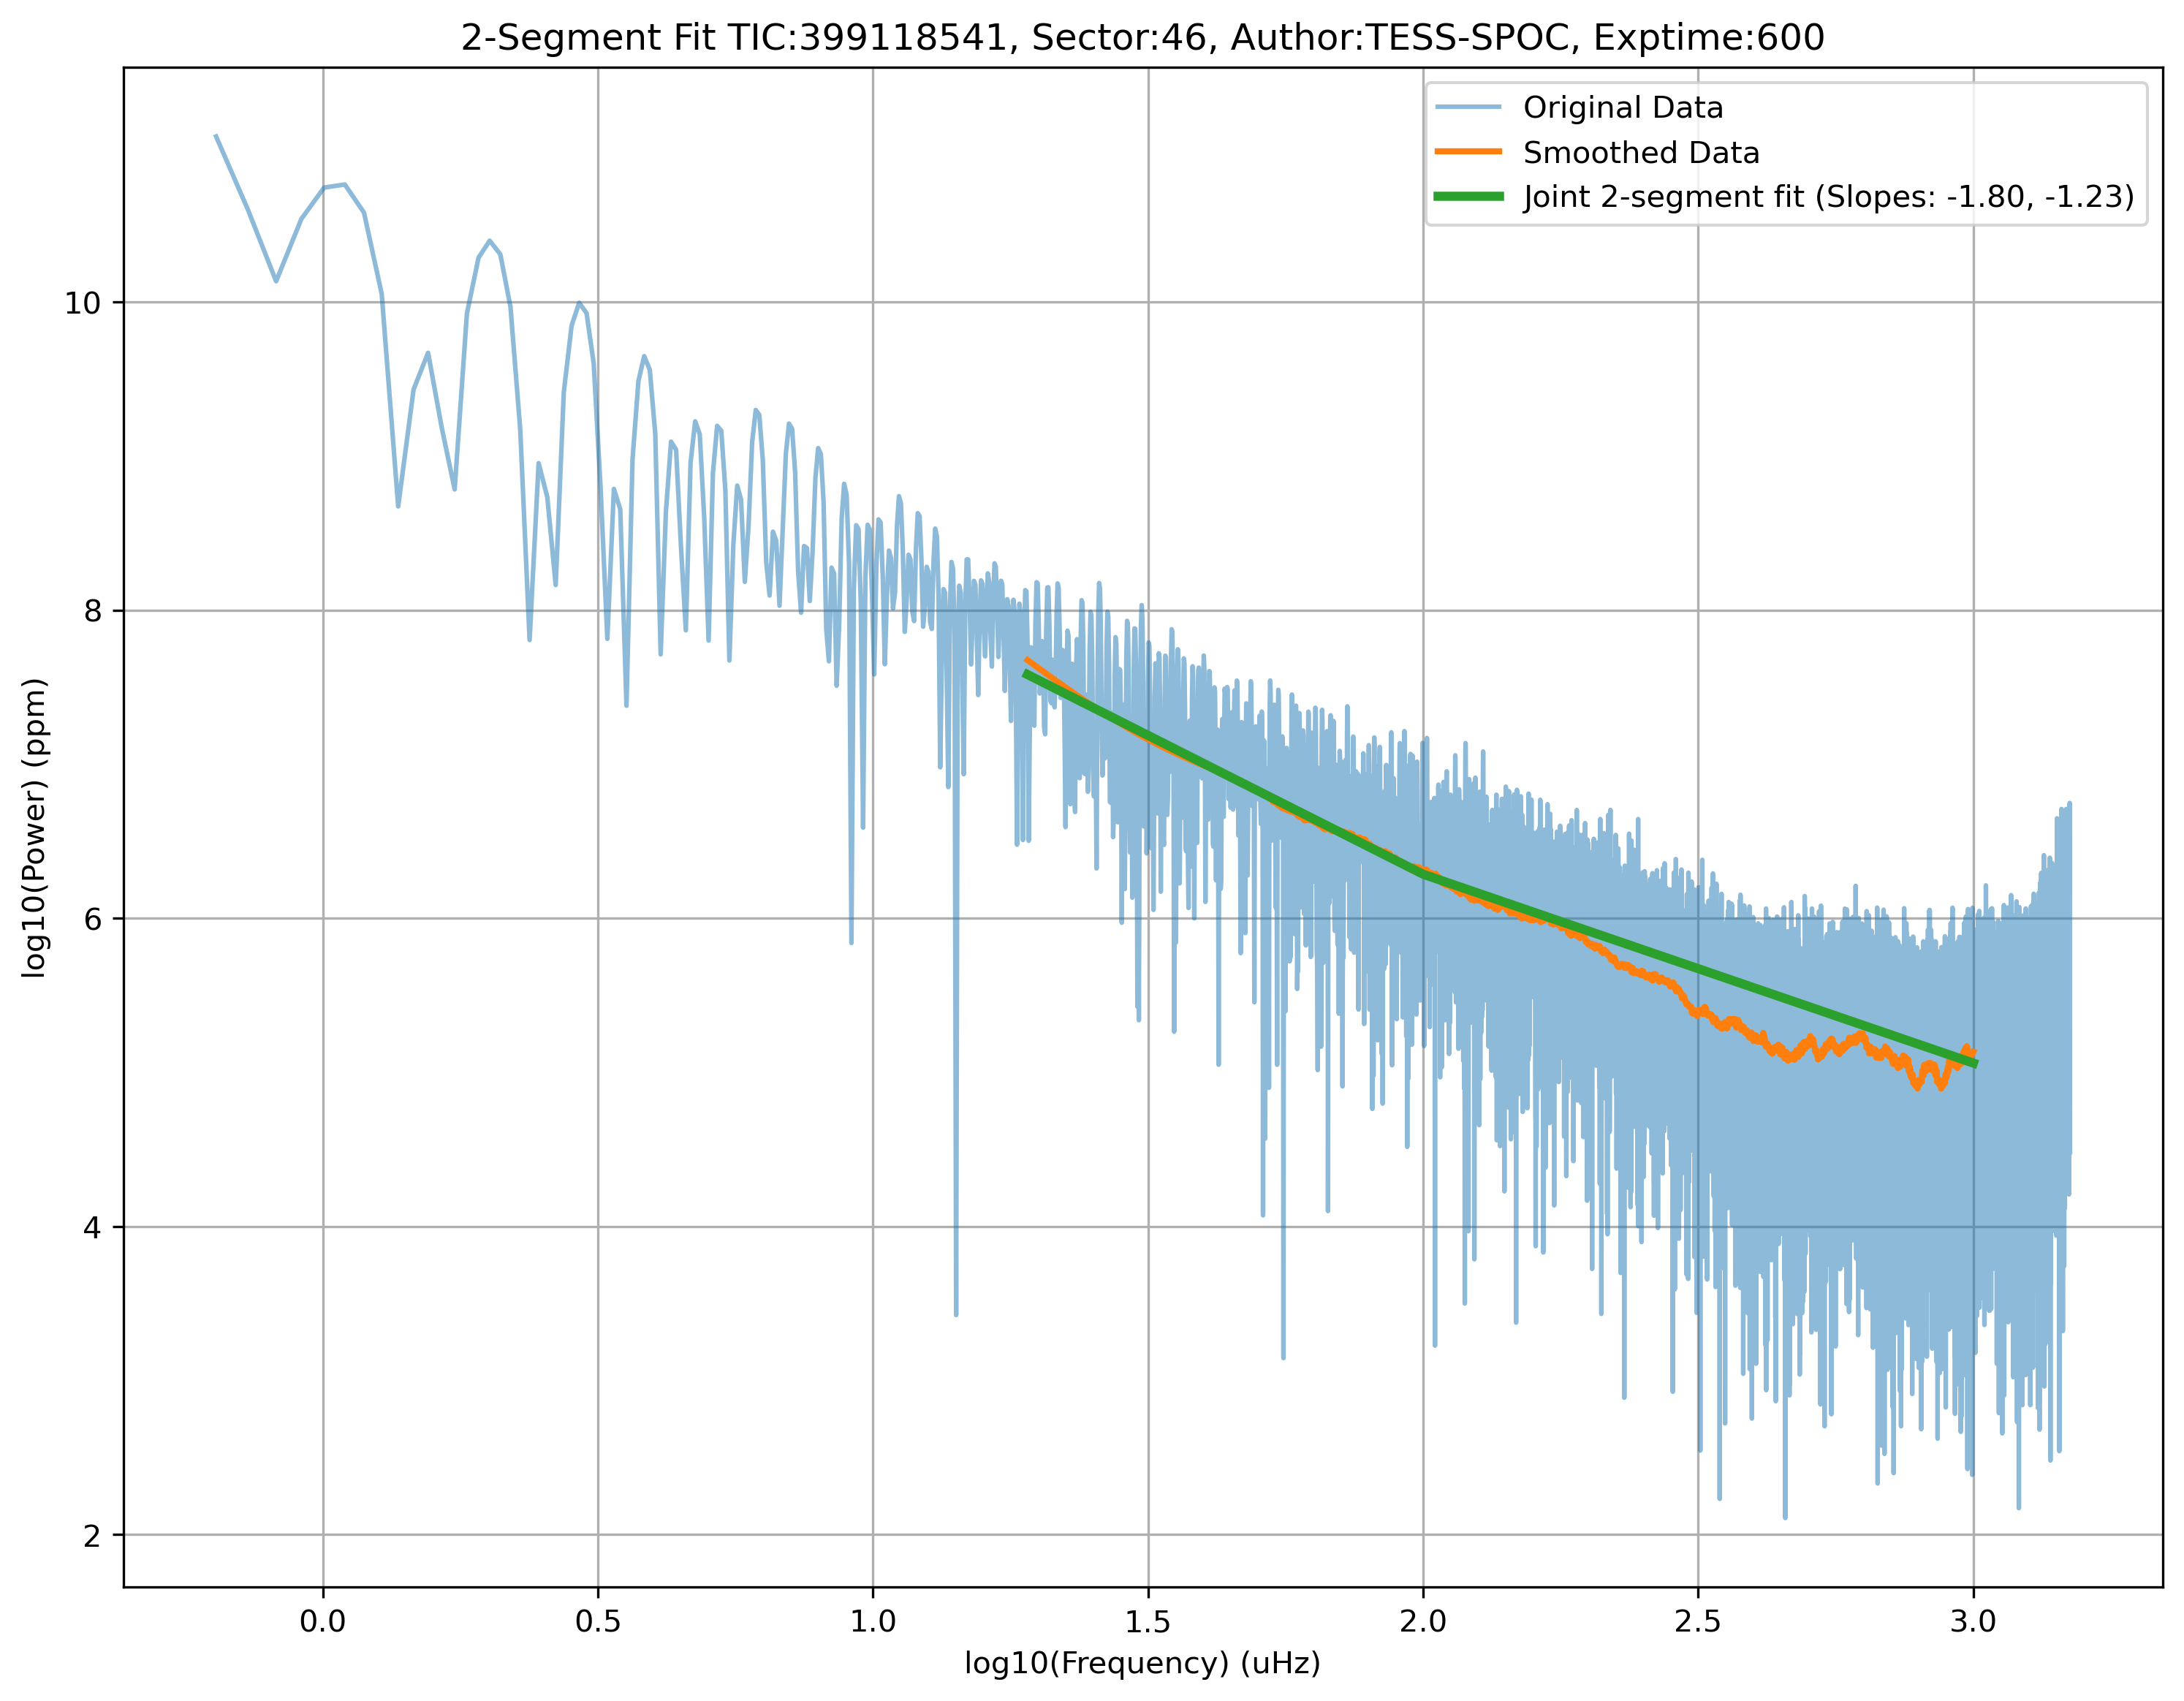 2-Segment Fit TIC:399118541, Sector:46, Author:TESS-SPOC, Exptime:600
Original Data
Smoothed Data
Joint 2-segment fit (Slopes: -1.80, -1.23)
log10(Power) (ppm)
10
8
6
4
2
0.0 0.5 1.0 1.5 2.0 2.5 3.0
log10(Frequency) (uHz)